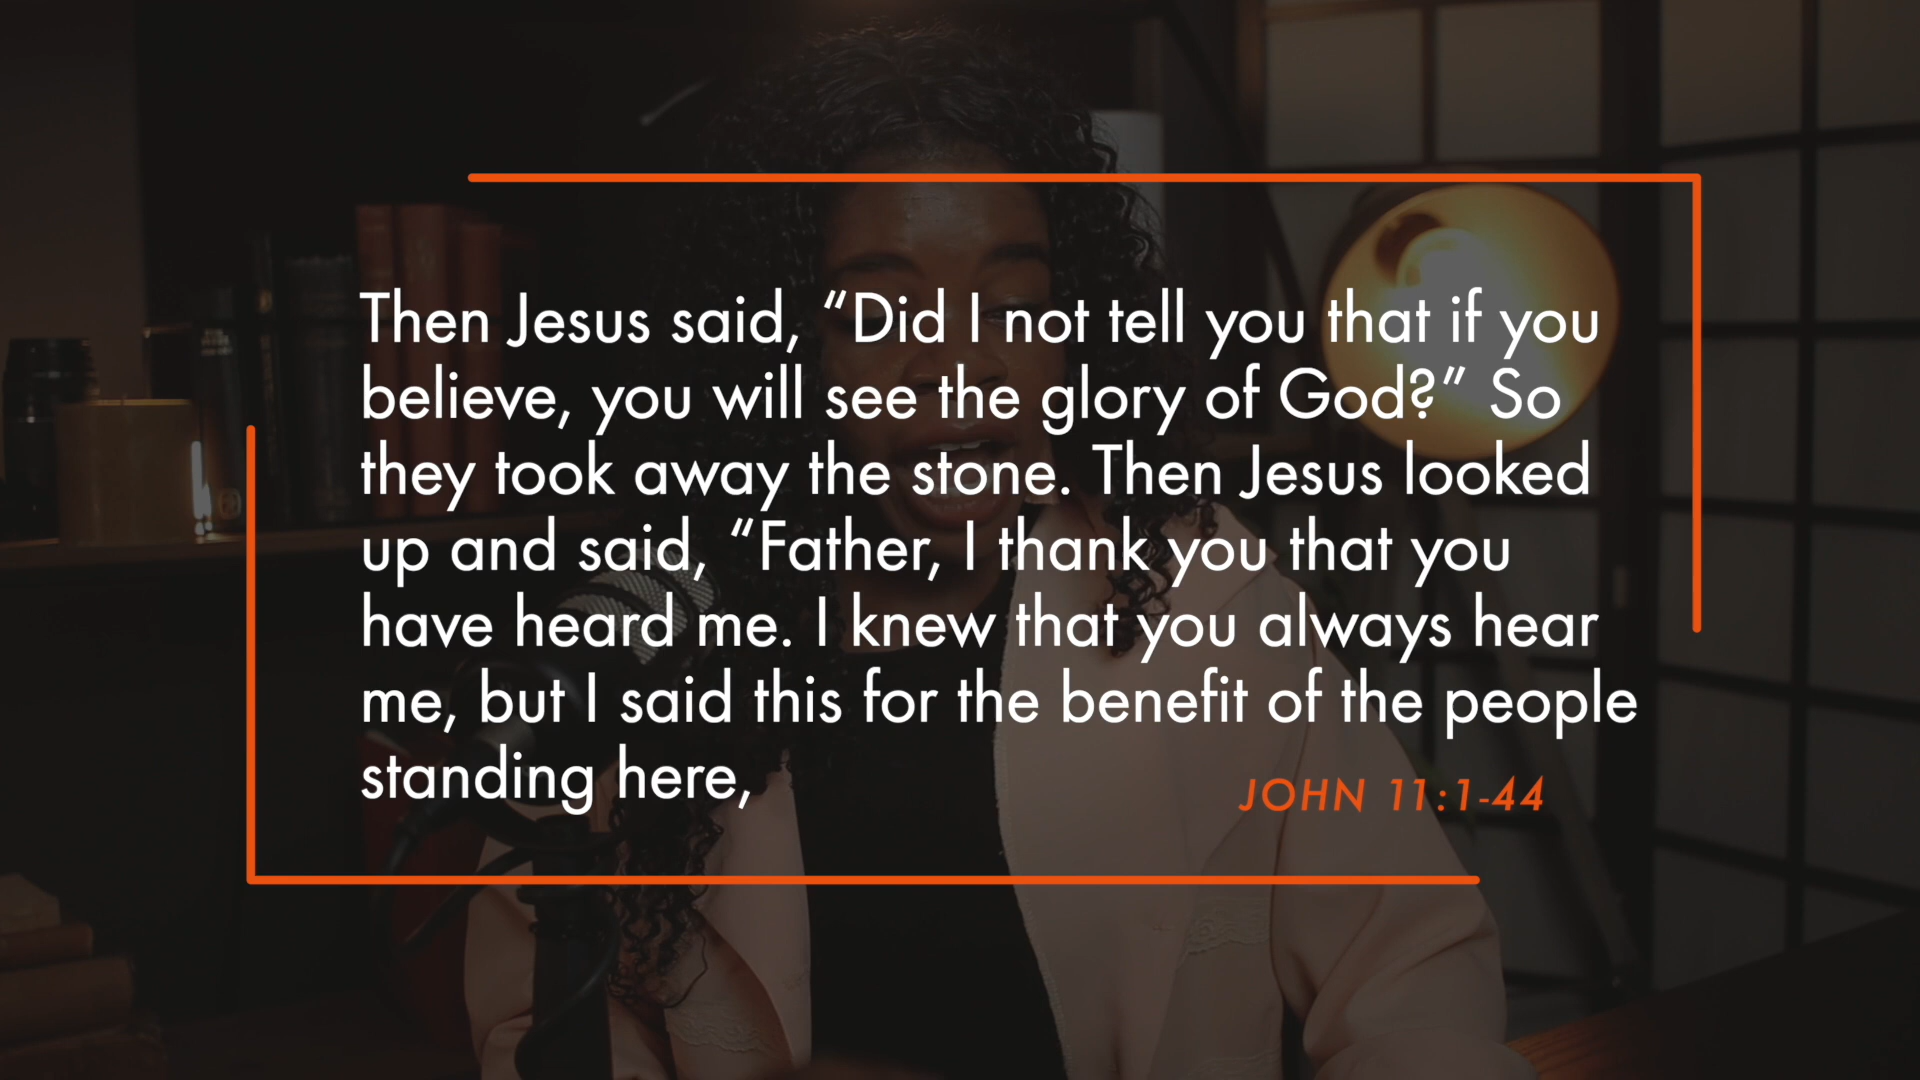 Then Jesus said, “Did I not tell you that if you
believe, you will see the glory of God?” So
they took away the stone. Then Jesus looked
up and said, “Father, I thank you that you
have heard me. I knew that you always hear
me, but I said this for the benefit of the people
standing here,
JOHN 11:1-44